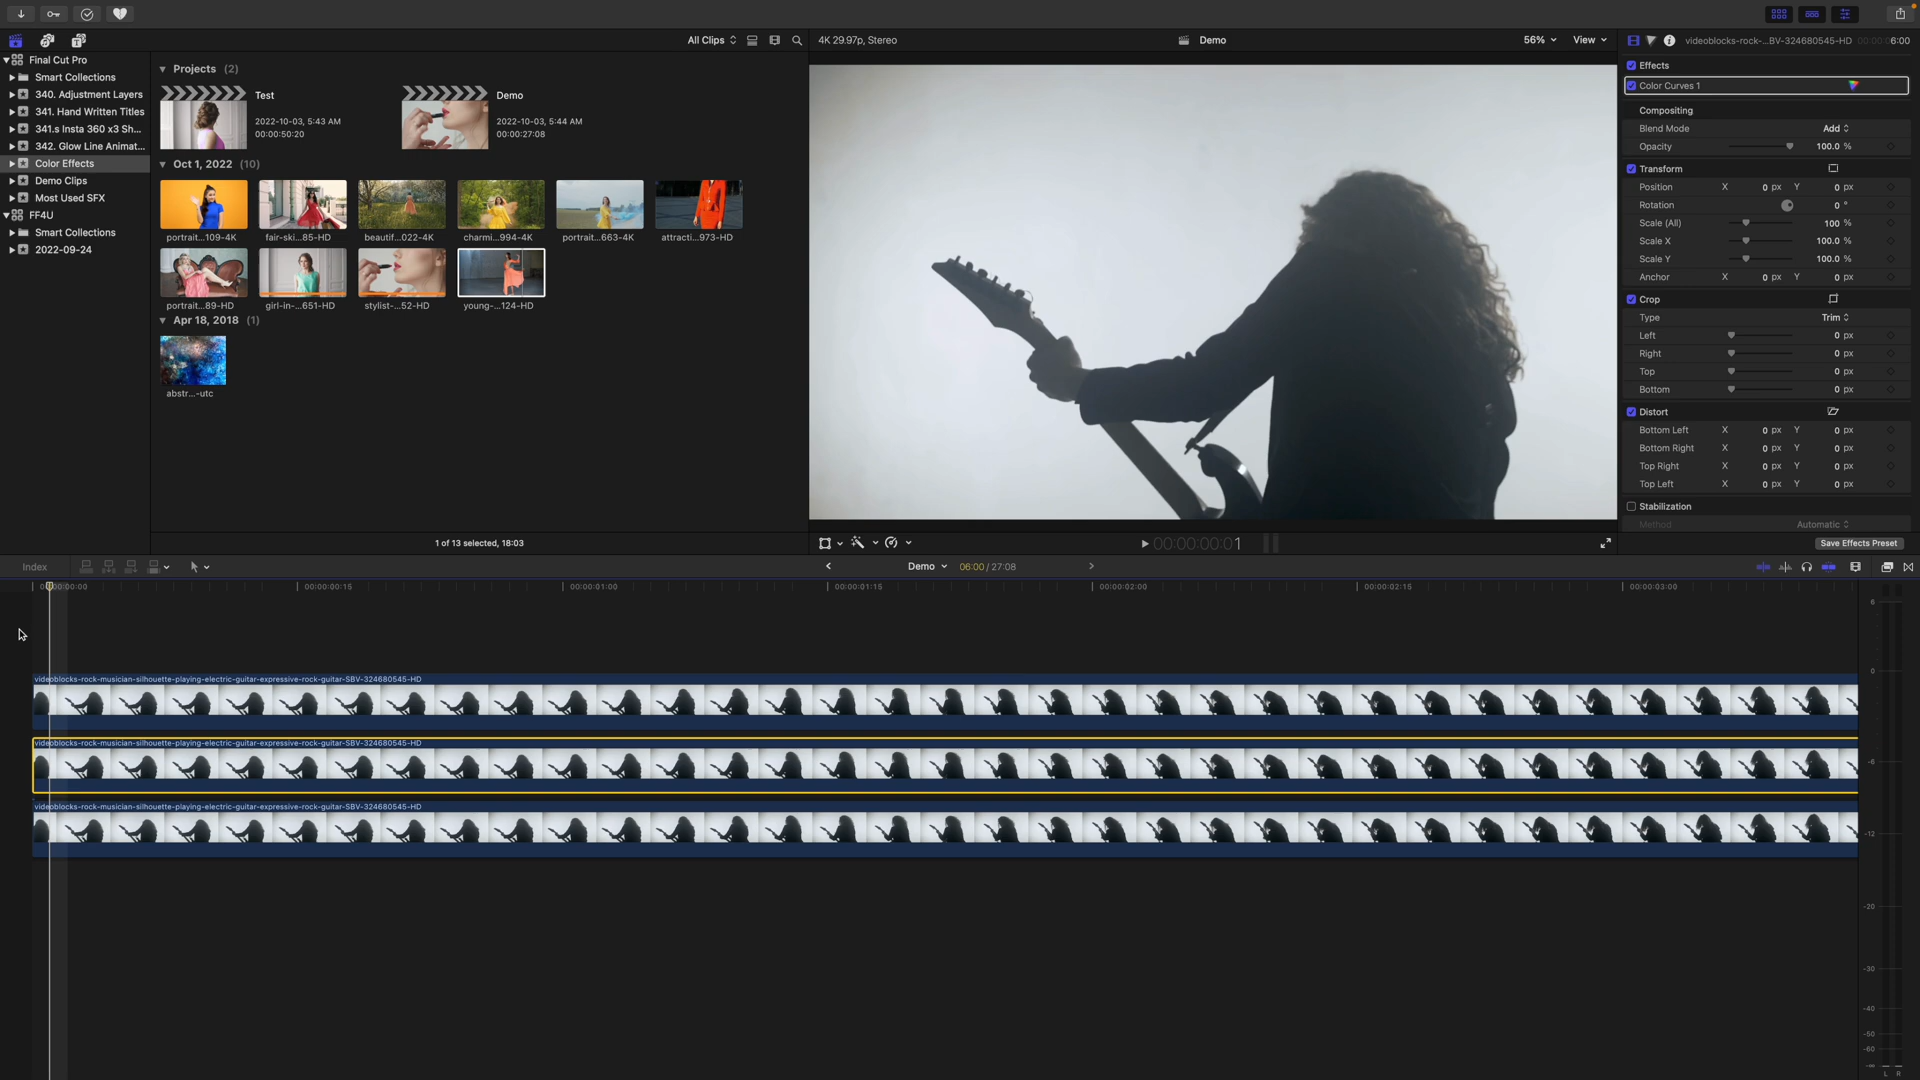 All Clips
4K 29.97p, Stereo
Demo
56%
View
videoblocks-rock-...BV-324680545-HD
6:00
Final Cut Pro
Smart Collections
340. Adjustment Layers
341. Hand Written Titles
341.s Insta 360 x3 Sh...
342. Glow Line Animat...
Color Effects
Demo Clips
Most Used SFX
FF4U
Smart Collections
2022-09-24
Projects (2)
Test
2022-10-03, 5:43 AM
00:00:50:20
Demo
2022-10-03, 5:44 AM
00:00:27:08
Oct 1, 2022 (10)
portrait...109-4K
fair-ski...85-HD
beautif...022-4K
charmi...994-4K
portrait...663-4K
attracti...973-HD
portrait...89-HD
girl-in-...651-HD
stylist-...52-HD
young-...124-HD
Apr 18, 2018 (1)
abstr...-utc
1 of 13 selected, 18:03
00:00:00:01
Effects
Color Curves 1
Compositing
Blend Mode Add
Opacity 100.0 %
Transform
Position X 0 px Y 0 px
Rotation 0 °
Scale (All) 100 %
Scale X 100.0 %
Scale Y 100.0 %
Anchor X 0 px Y 0 px
Crop
Type Trim
Left 0 px
Right 0 px
Top 0 px
Bottom 0 px
Distort
Bottom Left X 0 px Y 0 px
Bottom Right X 0 px Y 0 px
Top Right X 0 px Y 0 px
Top Left X 0 px Y 0 px
Stabilization
Method Automatic
Save Effects Preset
Index
Demo
06:00 / 27:08
00:00:00:15
00:00:01:00
00:00:01:15
00:00:02:00
00:00:02:15
00:00:03:00
videoblocks-rock-musician-silhouette-playing-electric-guitar-expressive-rock-guitar-SBV-324680545-HD
videoblocks-rock-musician-silhouette-playing-electric-guitar-expressive-rock-guitar-SBV-324680545-HD
videoblocks-rock-musician-silhouette-playing-electric-guitar-expressive-rock-guitar-SBV-324680545-HD
6
0
-6
-12
-20
-30
-40
-50
-60
-∞
L R